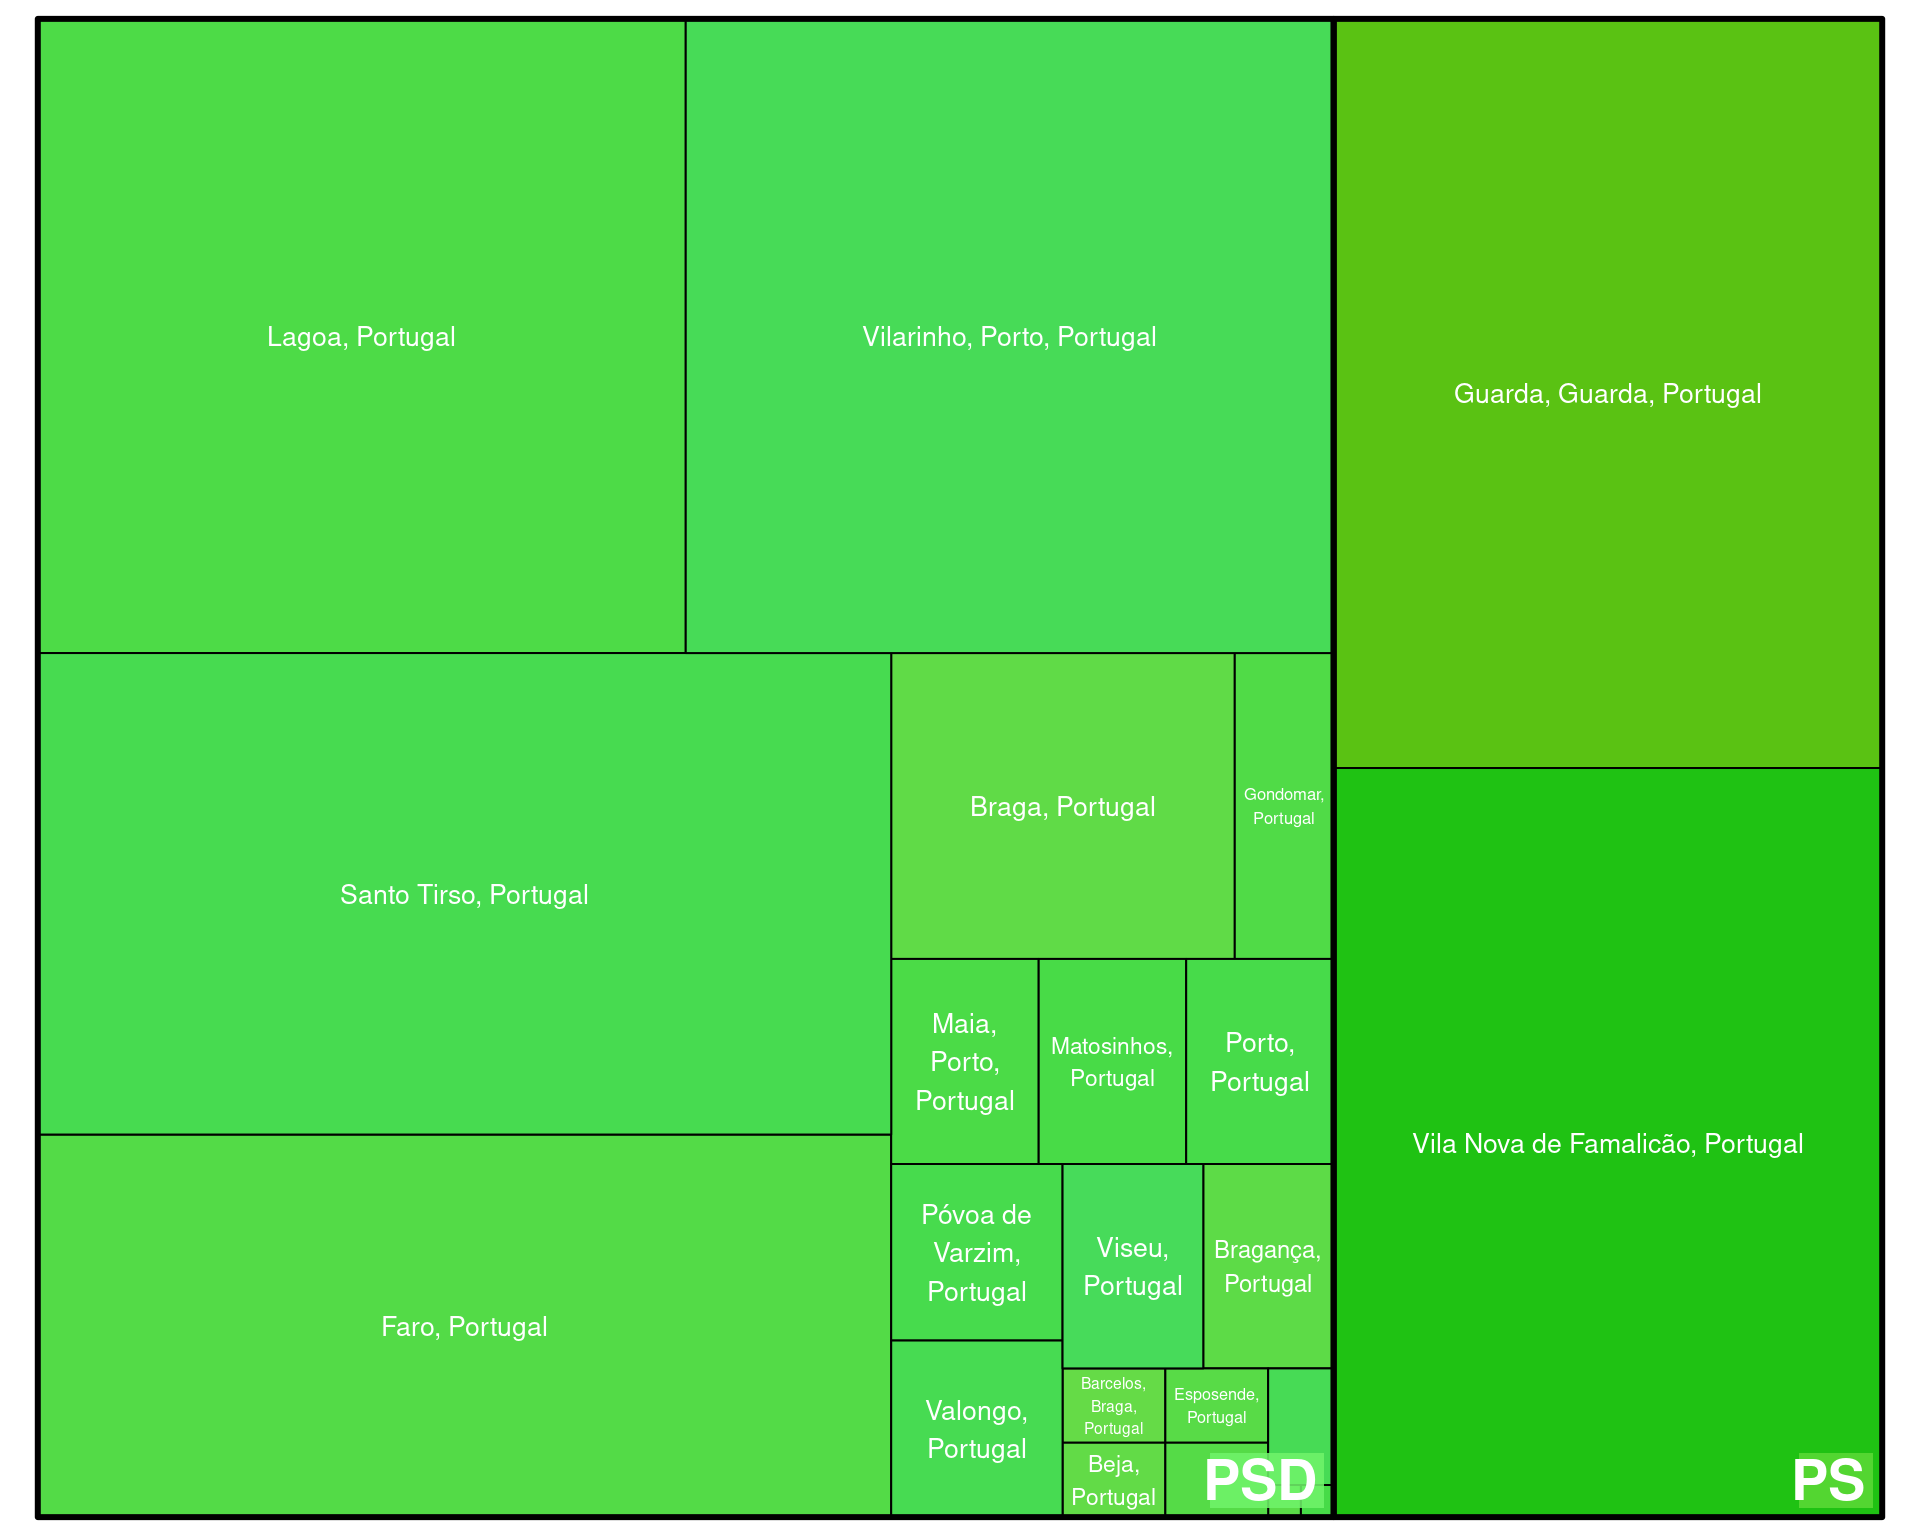 Lagoa, Portugal
Vilarinho, Porto, Portugal
Guarda, Guarda, Portugal
Santo Tirso, Portugal
Braga, Portugal
Gondomar,
Portugal
Maia,
Porto,
Portugal
Matosinhos,
Portugal
Porto,
Portugal
Vila Nova de Famalicão, Portugal
Faro, Portugal
Póvoa de
Varzim,
Portugal
Viseu,
Portugal
Bragança,
Portugal
Valongo,
Portugal
Barcelos,
Braga,
Portugal
Esposende,
Portugal
Beja,
Portugal
PSD
PS